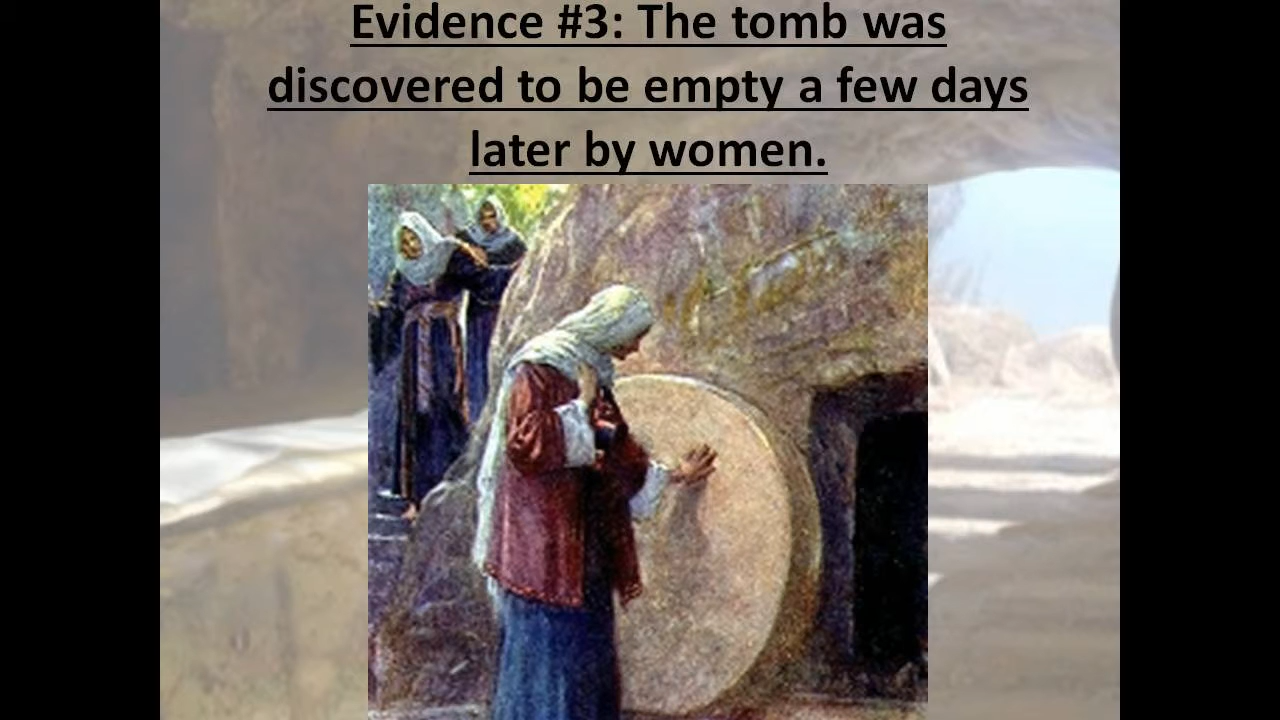 Evidence #3: The tomb was
discovered to be empty a few days
later by women.